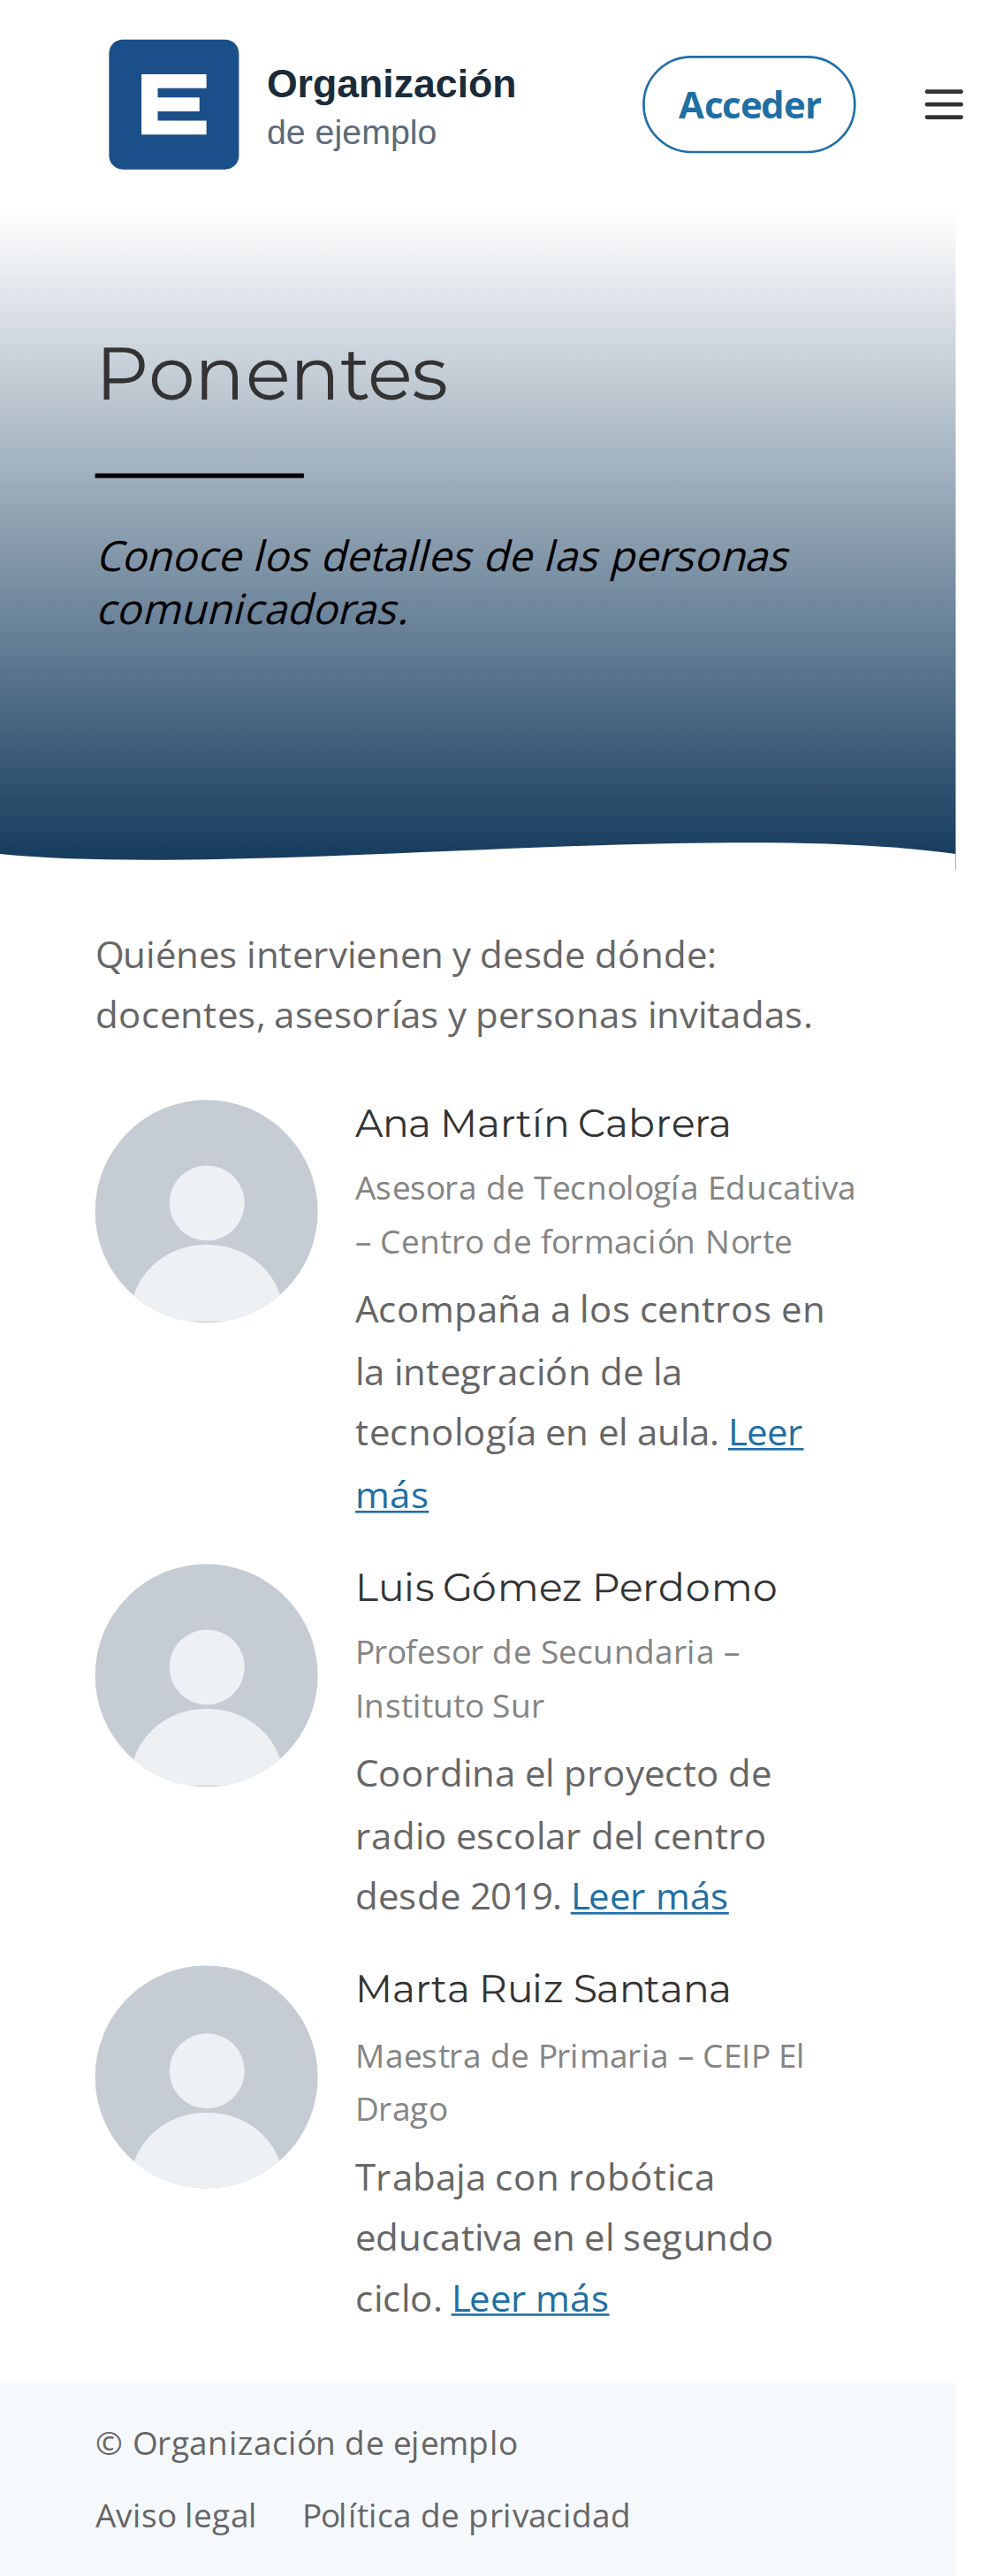 E
Organización
de ejemplo
Acceder
Ponentes
Conoce los detalles de las personas
comunicadoras.
Quiénes intervienen y desde dónde:
docentes, asesorías y personas invitadas.
Ana Martín Cabrera
Asesora de Tecnología Educativa
– Centro de formación Norte
Acompaña a los centros en
la integración de la
tecnología en el aula. Leer
más
Luis Gómez Perdomo
Profesor de Secundaria –
Instituto Sur
Coordina el proyecto de
radio escolar del centro
desde 2019. Leer más
Marta Ruiz Santana
Maestra de Primaria – CEIP El
Drago
Trabaja con robótica
educativa en el segundo
ciclo. Leer más
© Organización de ejemplo
Aviso legal Política de privacidad